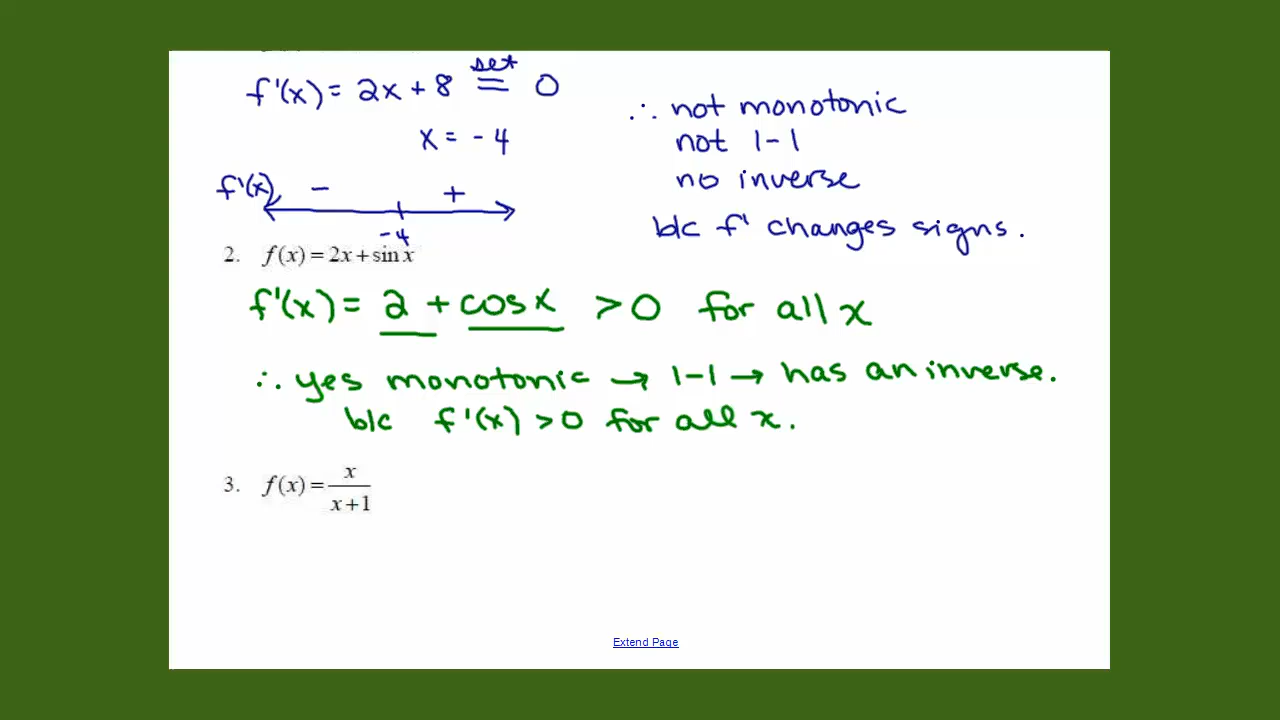 f'(x) = 2x + 8 set = 0
x = -4
∴ not monotonic
not 1-1
no inverse
b/c f' changes signs.
f'(x) - +
-4
2. f(x) = 2x + sin x
f'(x) = 2 + cos x > 0 for all x
∴ yes monotonic → 1-1 → has an inverse.
b/c f'(x) > 0 for all x.
3. f(x) = x/(x+1)
Extend Page